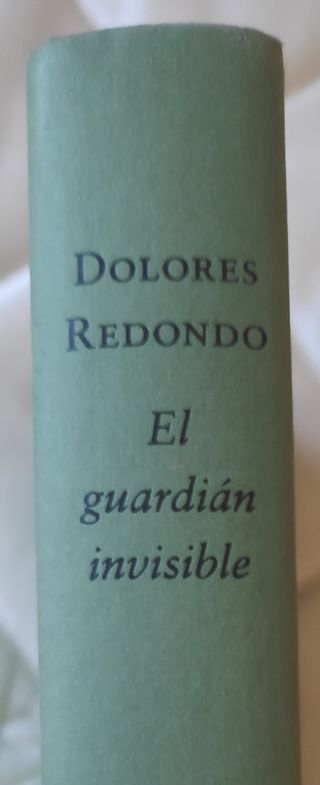 DOLORES
REDONDO
El
guardián
invisible